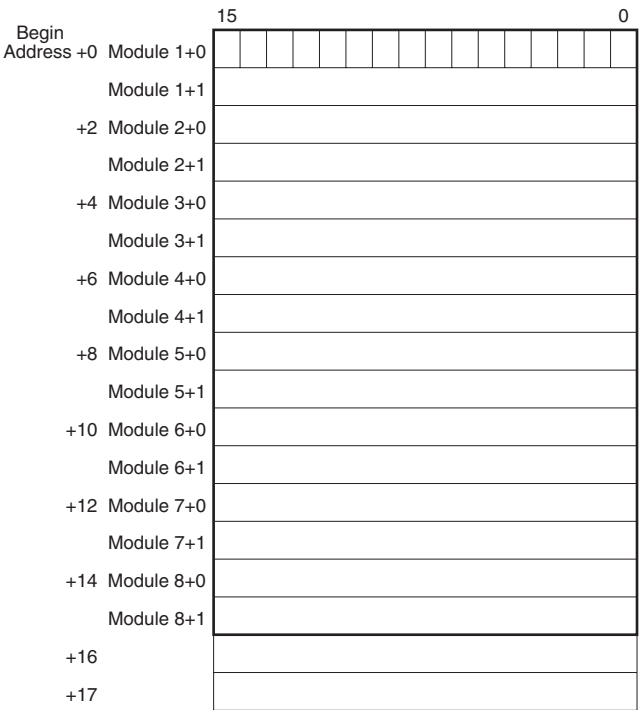 15 0
Begin
Address +0 Module 1+0
Module 1+1
+2 Module 2+0
Module 2+1
+4 Module 3+0
Module 3+1
+6 Module 4+0
Module 4+1
+8 Module 5+0
Module 5+1
+10 Module 6+0
Module 6+1
+12 Module 7+0
Module 7+1
+14 Module 8+0
Module 8+1
+16
+17